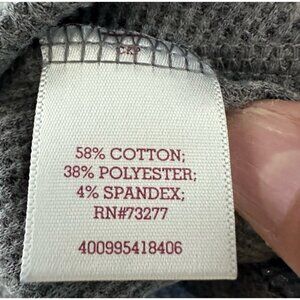 58% COTTON;
38% POLYESTER;
4% SPANDEX;
RN#73277
400995418406